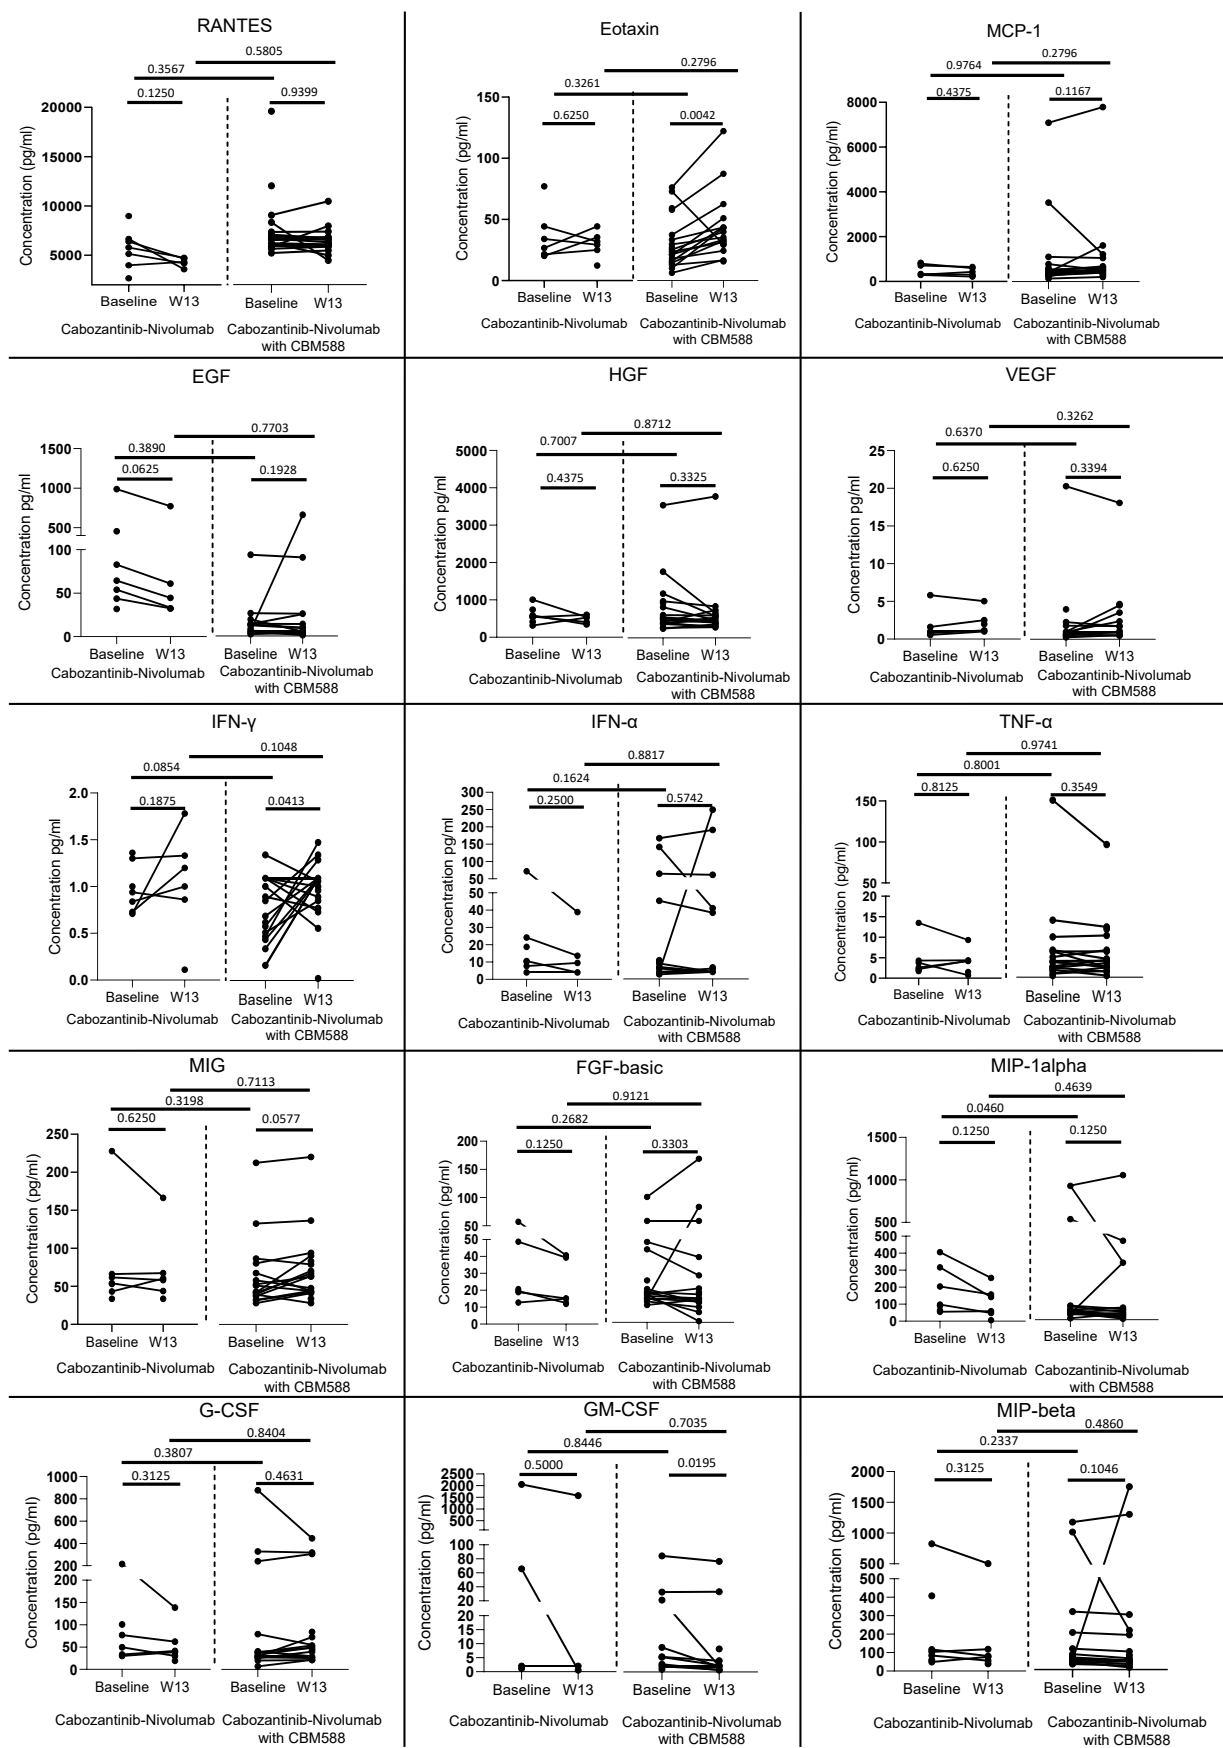 RANTES
0.5805
0.3567
0.1250
0.9399
Concentration (pg/ml)
20000
15000
10000
5000
Baseline W13 Baseline W13
Cabozantinib-Nivolumab
Cabozantinib-Nivolumab
with CBM588
Eotaxin
0.2796
0.3261
0.6250
0.0042
Concentration (pg/ml)
150
100
50
0
Baseline W13 Baseline W13
Cabozantinib-Nivolumab
Cabozantinib-Nivolumab
with CBM588
MCP-1
0.2796
0.9764
0.4375
0.1167
Concentration (pg/ml)
8000
6000
4000
2000
0
Baseline W13 Baseline W13
Cabozantinib-Nivolumab
Cabozantinib-Nivolumab
with CBM588
EGF
0.7703
0.3890
0.0625
0.1928
Concentration pg/ml
1500
1000
500
100
50
0
Baseline W13 Baseline W13
Cabozantinib-Nivolumab
Cabozantinib-Nivolumab
with CBM588
HGF
0.8712
0.7007
0.4375
0.3325
Concentration pg/ml
5000
4000
3000
2000
1000
0
Baseline W13 Baseline W13
Cabozantinib-Nivolumab
Cabozantinib-Nivolumab
with CBM588
VEGF
0.3262
0.6370
0.6250
0.3394
Concentration pg/ml
25
20
15
10
5
0
Baseline W13 Baseline W13
Cabozantinib-Nivolumab
Cabozantinib-Nivolumab
with CBM588
IFN-γ
0.1048
0.0854
0.1875
0.0413
Concentration pg/ml
2.0
1.5
1.0
0.5
0.0
Baseline W13 Baseline W13
Cabozantinib-Nivolumab
Cabozantinib-Nivolumab
with CBM588
IFN-α
0.8817
0.1624
0.2500
0.5742
Concentration pg/ml
300
250
200
150
100
50
50
40
30
20
10
0
Baseline W13 Baseline W13
Cabozantinib-Nivolumab
Cabozantinib-Nivolumab
with CBM588
TNF-α
0.9741
0.8001
0.8125
0.3549
Concentration (pg/ml)
150
100
50
20
15
10
5
0
Baseline W13 Baseline W13
Cabozantinib-Nivolumab
Cabozantinib-Nivolumab
with CBM588
MIG
0.7113
0.3198
0.6250
0.0577
Concentration (pg/ml)
250
200
150
100
50
0
Baseline W13 Baseline W13
Cabozantinib-Nivolumab
Cabozantinib-Nivolumab
with CBM588
FGF-basic
0.9121
0.2682
0.1250
0.3303
Concentration (pg/ml)
200
150
100
50
50
40
30
20
10
0
Baseline W13 Baseline W13
Cabozantinib-Nivolumab
Cabozantinib-Nivolumab
with CBM588
MIP-1alpha
0.4639
0.0460
0.1250
0.1250
Concentration (pg/ml)
1500
1000
500
500
400
300
200
100
0
Baseline W13 Baseline W13
Cabozantinib-Nivolumab
Cabozantinib-Nivolumab
with CBM588
G-CSF
0.8404
0.3807
0.3125
0.4631
Concentration (pg/ml)
1000
800
600
400
200
200
150
100
50
0
Baseline W13 Baseline W13
Cabozantinib-Nivolumab
Cabozantinib-Nivolumab
with CBM588
GM-CSF
0.7035
0.8446
0.5000
0.0195
Concentration (pg/ml)
2500
2000
1500
1000
500
100
80
60
40
20
20
15
10
5
0
Baseline W13 Baseline W13
Cabozantinib-Nivolumab
Cabozantinib-Nivolumab
with CBM588
MIP-beta
0.4860
0.2337
0.3125
0.1046
Concentration (pg/ml)
2000
1500
1000
500
500
400
300
200
100
0
Baseline W13 Baseline W13
Cabozantinib-Nivolumab
Cabozantinib-Nivolumab
with CBM588